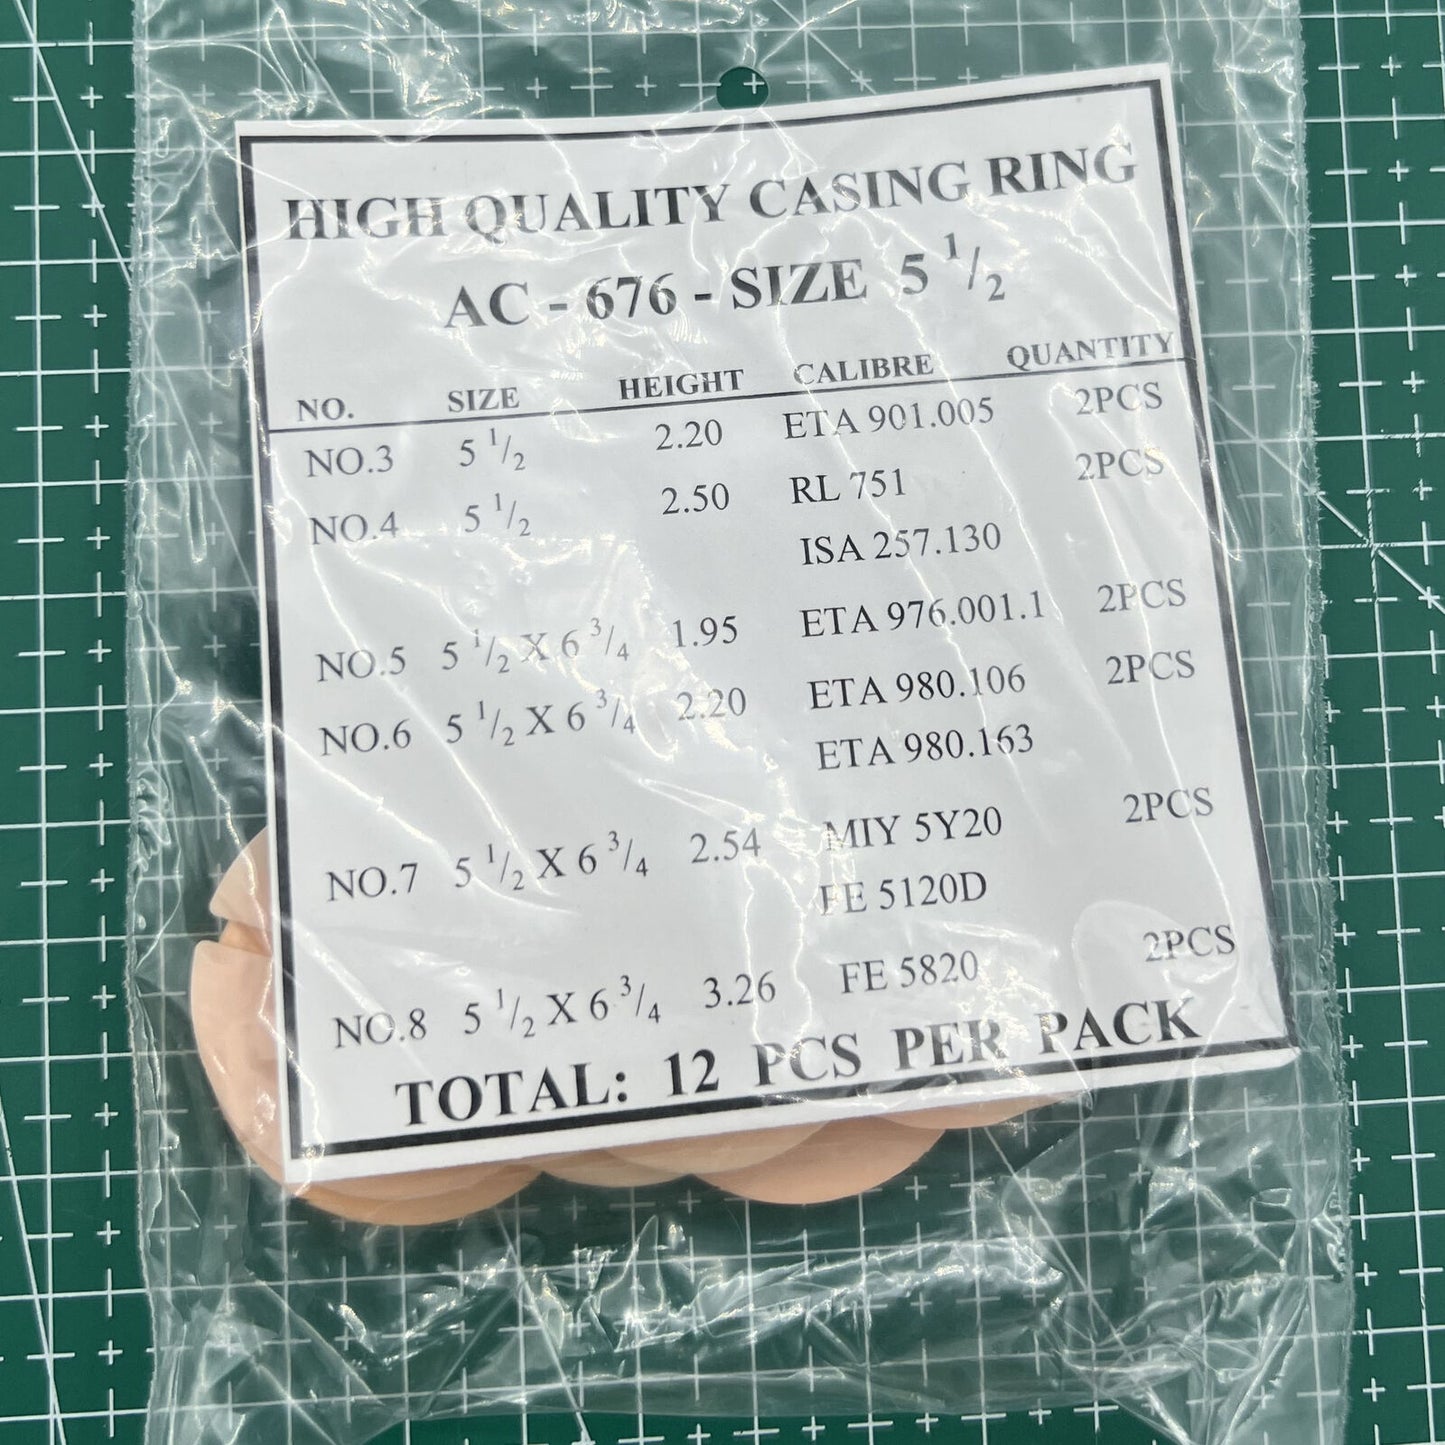 HIGH QUALITY CASING RING
AC - 676 - SIZE 5 1/2
NO. SIZE HEIGHT CALIBRE QUANTITY
NO.3 5 1/2 2.20 ETA 901.005 2PCS
NO.4 5 1/2 2.50 RL 751 2PCS
ISA 257.130
NO.5 5 1/2 X 6 3/4 1.95 ETA 976.001.1 2PCS
NO.6 5 1/2 X 6 3/4 2.20 ETA 980.106 2PCS
ETA 980.163
NO.7 5 1/2 X 6 3/4 2.54 MIY 5Y20 2PCS
FE 5120D
NO.8 5 1/2 X 6 3/4 3.26 FE 5820 2PCS
TOTAL: 12 PCS PER PACK